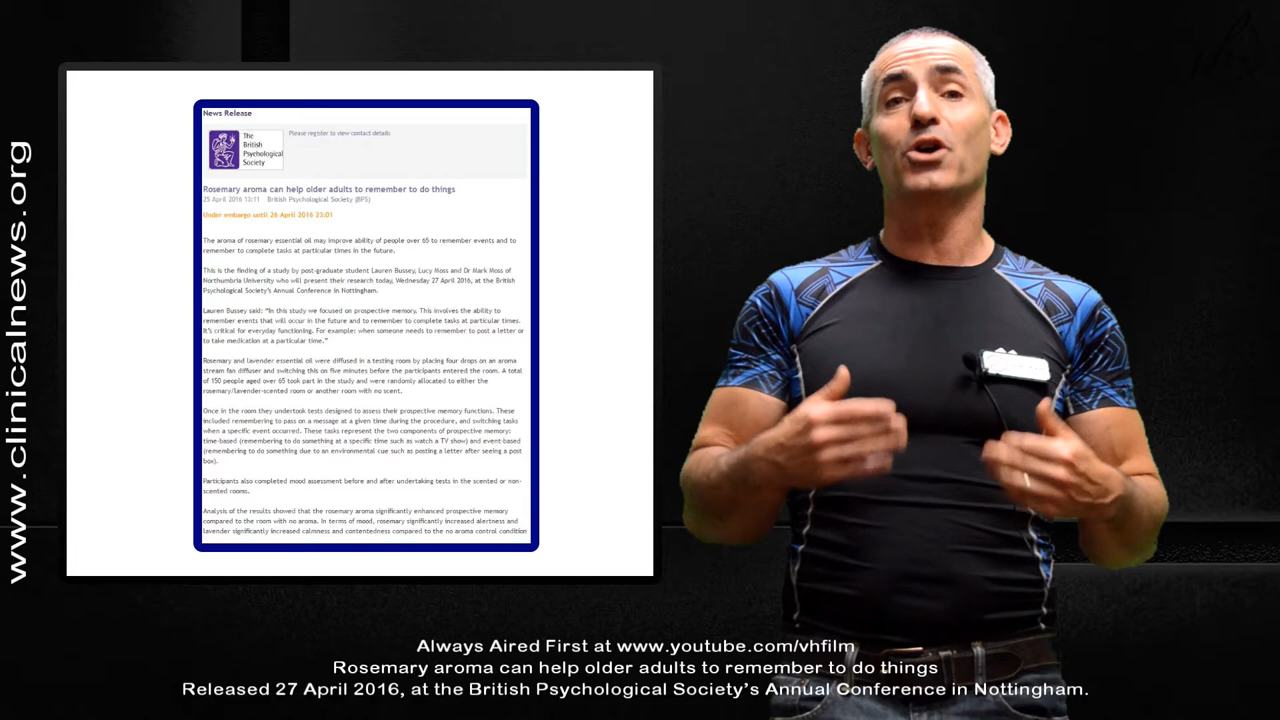 www.clinicalnews.org
News Release
The
British
Psychological
Society
Please register to view contact details
Rosemary aroma can help older adults to remember to do things
25 April 2016 13:11 British Psychological Society (BPS)
Under embargo until 26 April 2016 23:01
The aroma of rosemary essential oil may improve ability of people over 65 to remember events and to
remember to complete tasks at particular times in the future.
This is the finding of a study by post-graduate student Lauren Bussey, Lucy Moss and Dr Mark Moss of
Northumbria University who will present their research today, Wednesday 27 April 2016, at the British
Psychological Society's Annual Conference in Nottingham.
Lauren Bussey said: "In this study we focused on prospective memory. This involves the ability to
remember events that will occur in the future and to remember to complete tasks at particular times.
It's critical for everyday functioning. For example: when someone needs to remember to post a letter or
to take medication at a particular time."
Rosemary and lavender essential oil were diffused in a testing room by placing four drops on an aroma
stream fan diffuser and switching this on five minutes before the participants entered the room. A total
of 150 people aged over 65 took part in the study and were randomly allocated to either the
rosemary/lavender-scented room or another room with no scent.
Once in the room they undertook tests designed to assess their prospective memory functions. These
included remembering to pass on a message at a given time during the procedure, and switching tasks
when a specific event occurred. These tasks represent the two components of prospective memory:
time-based (remembering to do something at a specific time such as watch a TV show) and event-based
(remembering to do something due to an environmental cue such as posting a letter after seeing a post
box).
Participants also completed mood assessment before and after undertaking tests in the scented or non-
scented rooms.
Analysis of the results showed that the rosemary aroma significantly enhanced prospective memory
compared to the room with no aroma. In terms of mood, rosemary significantly increased alertness and
lavender significantly increased calmness and contentedness compared to the no aroma control condition
Always Aired First at www.youtube.com/vhfilm
Rosemary aroma can help older adults to remember to do things
Released 27 April 2016, at the British Psychological Society's Annual Conference in Nottingham.